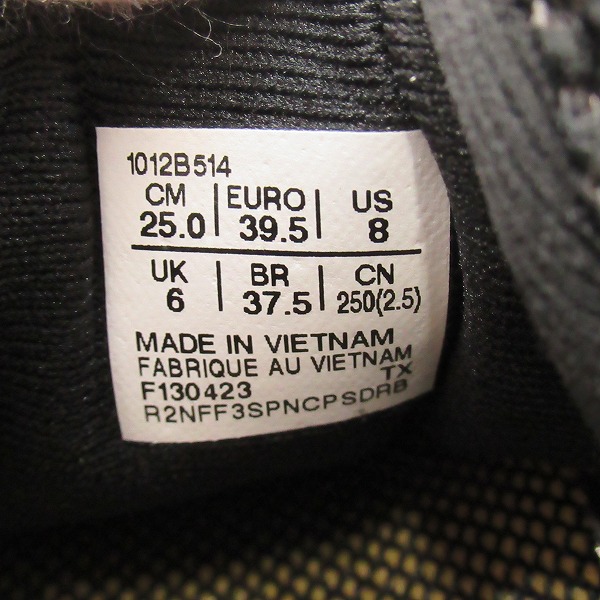 1012B514
CM | EURO | US
25.0 | 39.5 | 8
UK | BR | CN
6 | 37.5 | 250(2.5)
MADE IN VIETNAM
FABRIQUE AU VIETNAM
F130423 TX
R2NFF3SPNCPSDRB